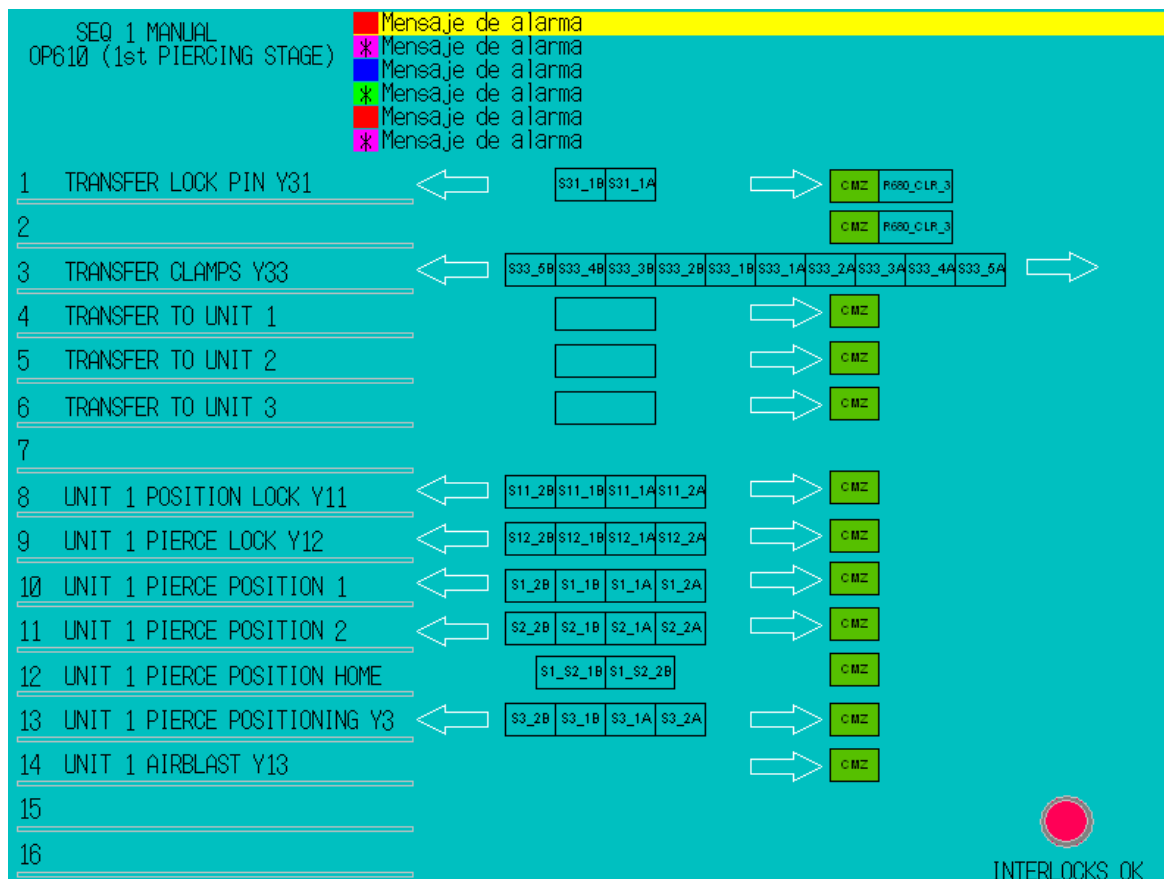 SEQ 1 MANUAL
OP610 (1st PIERCING STAGE)
Mensaje de alarma
* Mensaje de alarma
Mensaje de alarma
* Mensaje de alarma
Mensaje de alarma
* Mensaje de alarma
1 TRANSFER LOCK PIN Y31 S31_1B S31_1A CMZ R680_CLR_3
2 CMZ R680_CLR_3
3 TRANSFER CLAMPS Y33 S33_5B S33_4B S33_3B S33_2B S33_1B S33_1A S33_2A S33_3A S33_4A S33_5A
4 TRANSFER TO UNIT 1 CMZ
5 TRANSFER TO UNIT 2 CMZ
6 TRANSFER TO UNIT 3 CMZ
7
8 UNIT 1 POSITION LOCK Y11 S11_2B S11_1B S11_1A S11_2A CMZ
9 UNIT 1 PIERCE LOCK Y12 S12_2B S12_1B S12_1A S12_2A CMZ
10 UNIT 1 PIERCE POSITION 1 S1_2B S1_1B S1_1A S1_2A CMZ
11 UNIT 1 PIERCE POSITION 2 S2_2B S2_1B S2_1A S2_2A CMZ
12 UNIT 1 PIERCE POSITION HOME S1_S2_1B S1_S2_2B CMZ
13 UNIT 1 PIERCE POSITIONING Y3 S3_2B S3_1B S3_1A S3_2A CMZ
14 UNIT 1 AIRBLAST Y13 CMZ
15
16
INTERLOCKS OK